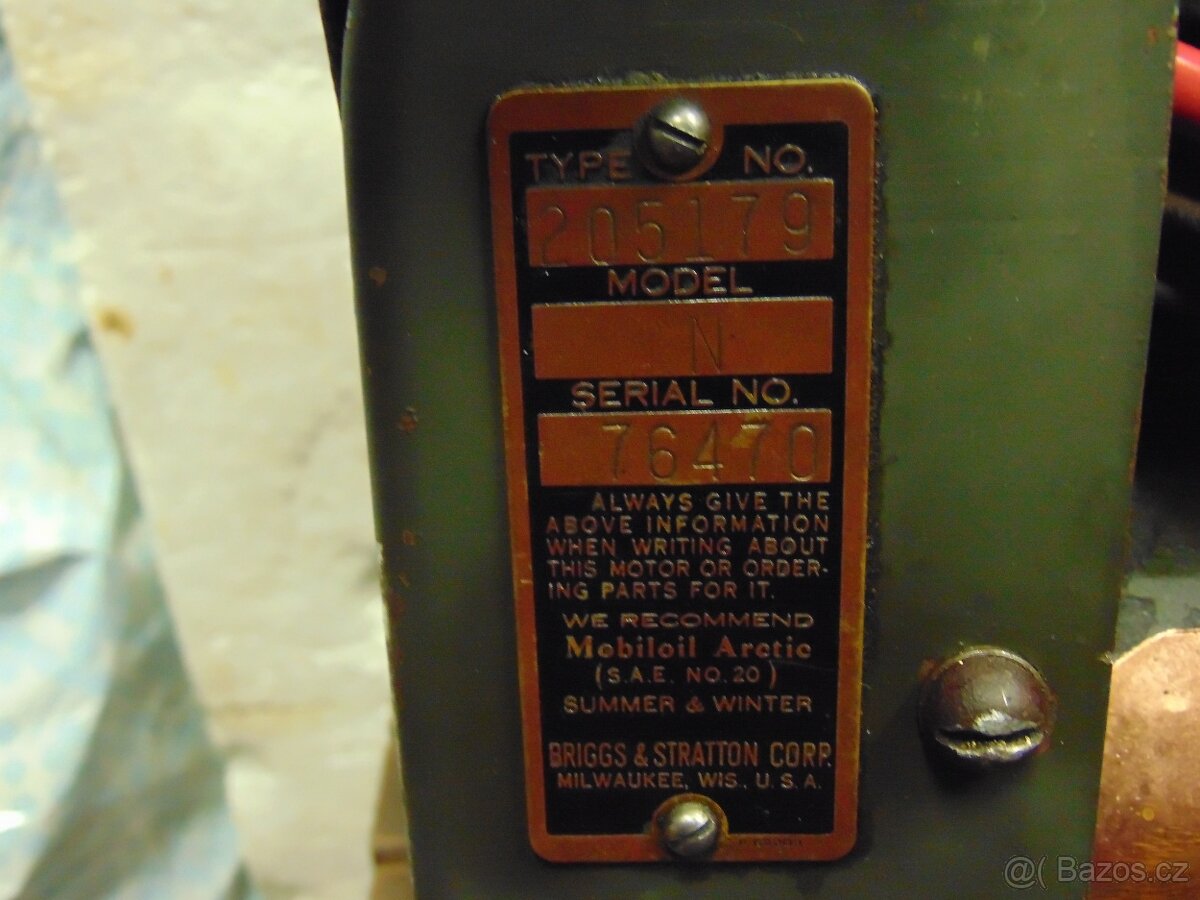 TYPE NO.
205179
MODEL
N
SERIAL NO.
76470
ALWAYS GIVE THE
ABOVE INFORMATION
WHEN WRITING ABOUT
THIS MOTOR OR ORDER-
ING PARTS FOR IT.
WE RECOMMEND
Mobiloil Arctic
(S.A.E. NO. 20)
SUMMER & WINTER
BRIGGS & STRATTON CORP.
MILWAUKEE, WIS., U.S.A.
@( Bazos.cz